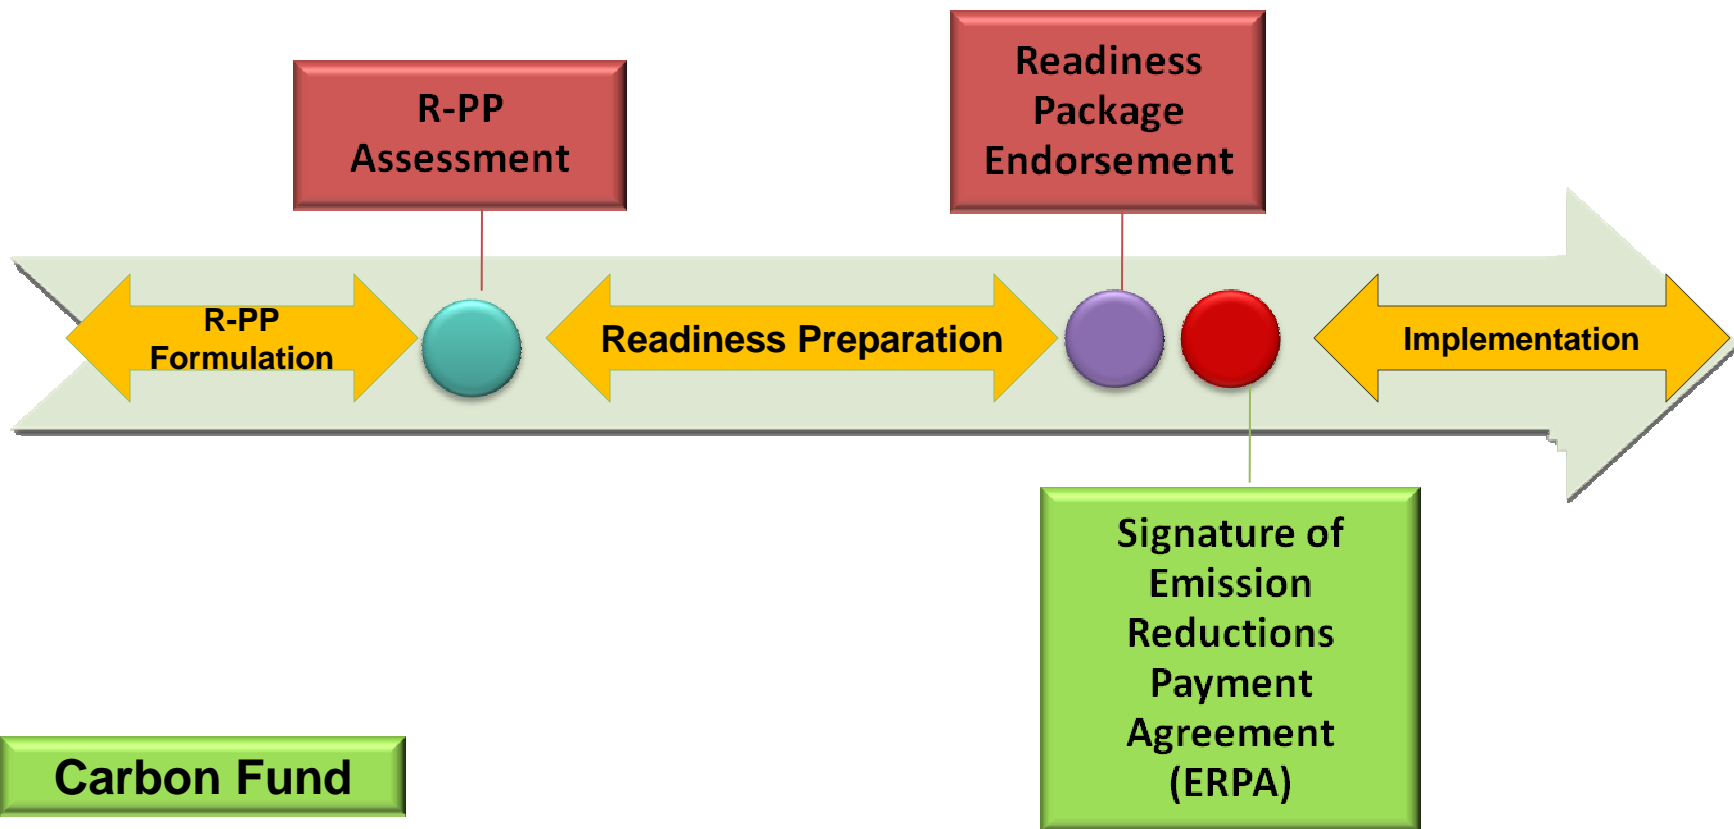 R-PP
Assessment
Readiness
Package
Endorsement
R-PP
Formulation
Readiness Preparation
Implementation
Signature of
Emission
Reductions
Payment
Agreement
(ERPA)
Carbon Fund